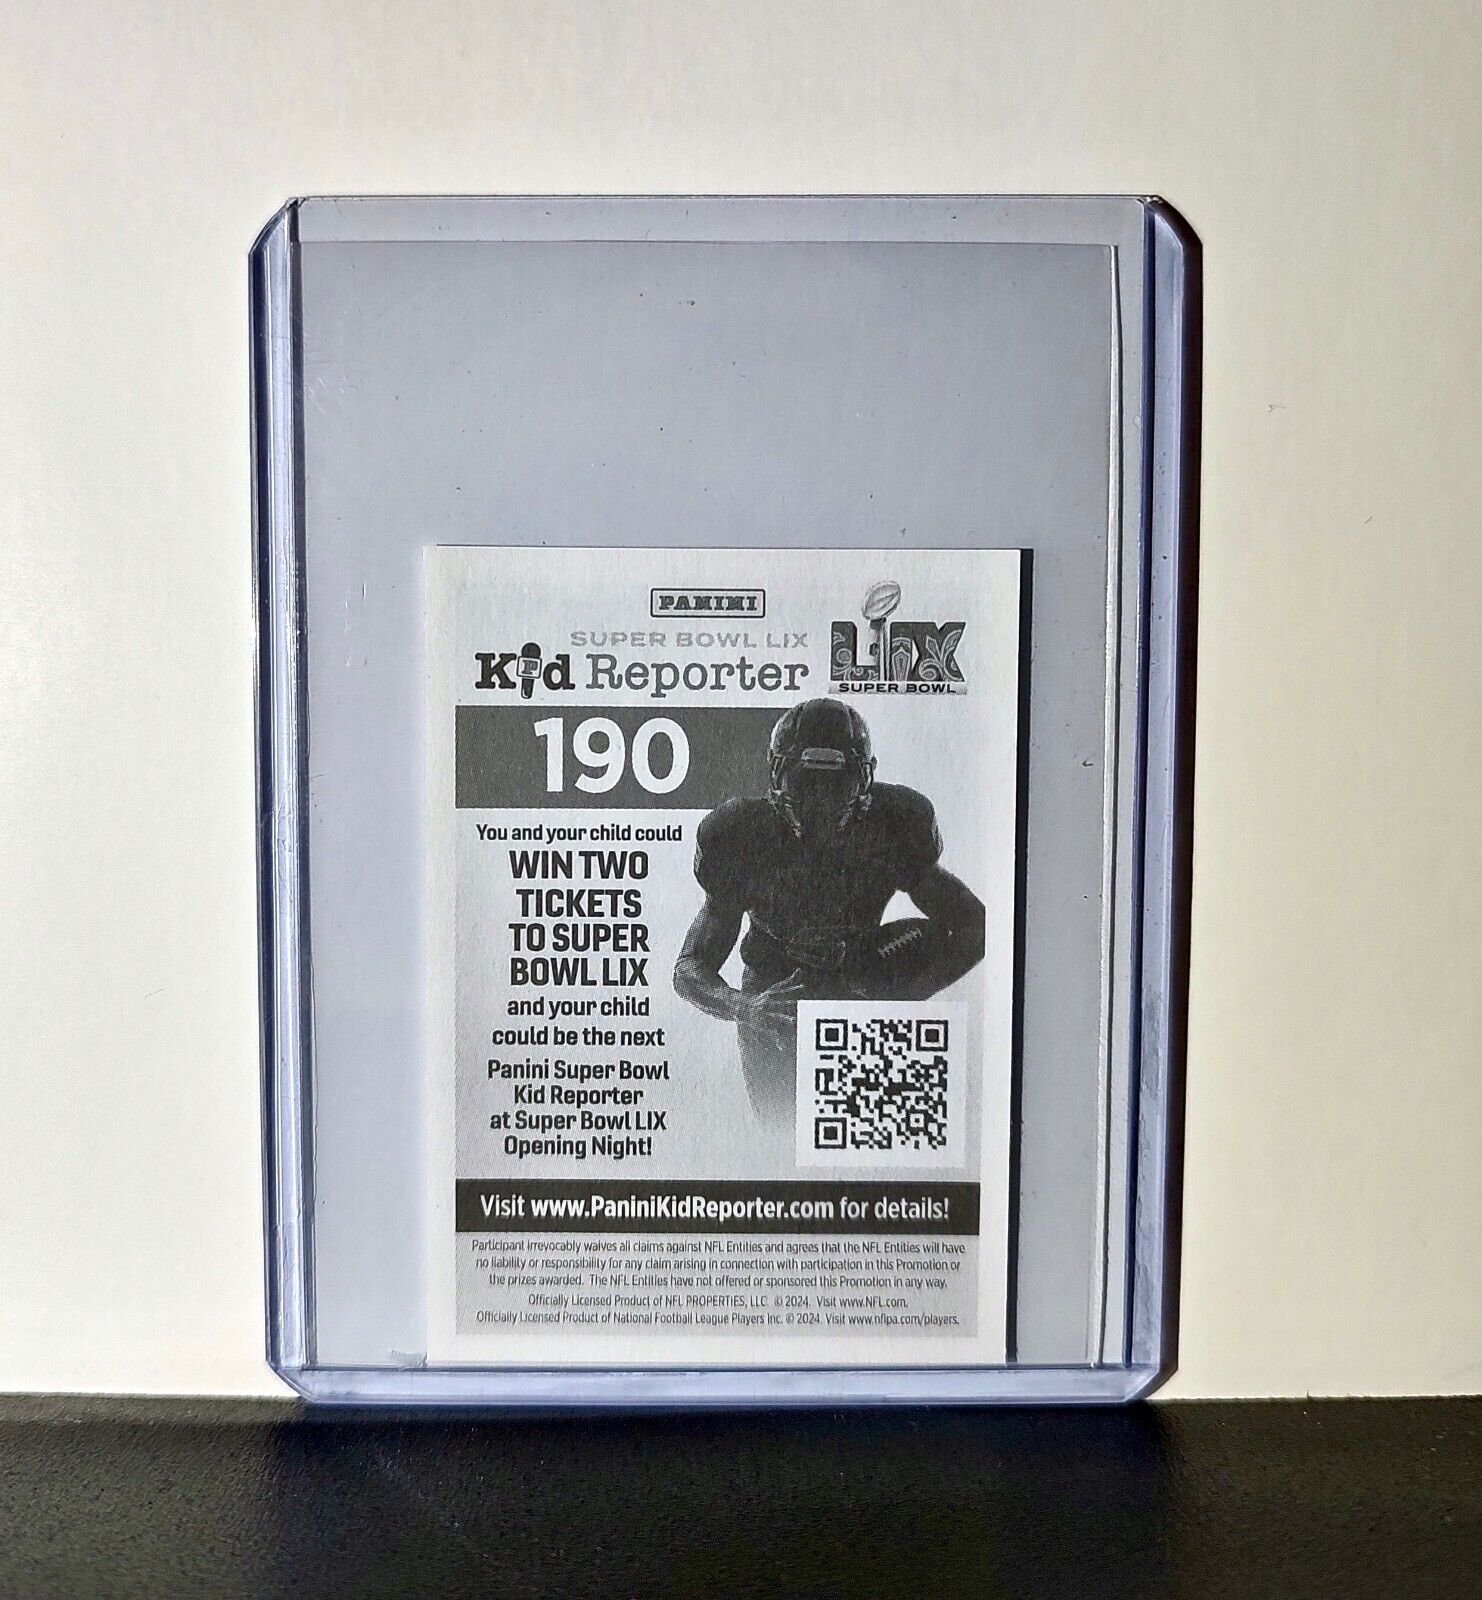 PANINI
SUPER BOWL LIX
Kid Reporter
LIX
SUPER BOWL
190
You and your child could
WIN TWO
TICKETS
TO SUPER
BOWL LIX
and your child
could be the next
Panini Super Bowl
Kid Reporter
at Super Bowl LIX
Opening Night!
Visit www.PaniniKidReporter.com for details!
Participant irrevocably waives all claims against NFL Entities and agrees that the NFL Entities will have
no liability or responsibility for any claim arising in connection with participation in this Promotion or
the prizes awarded. The NFL Entities have not offered or sponsored this Promotion in any way.
Officially Licensed Product of NFL PROPERTIES, LLC. © 2024. Visit www.NFL.com.
Officially Licensed Product of National Football League Players Inc. © 2024. Visit www.nflpa.com/players.